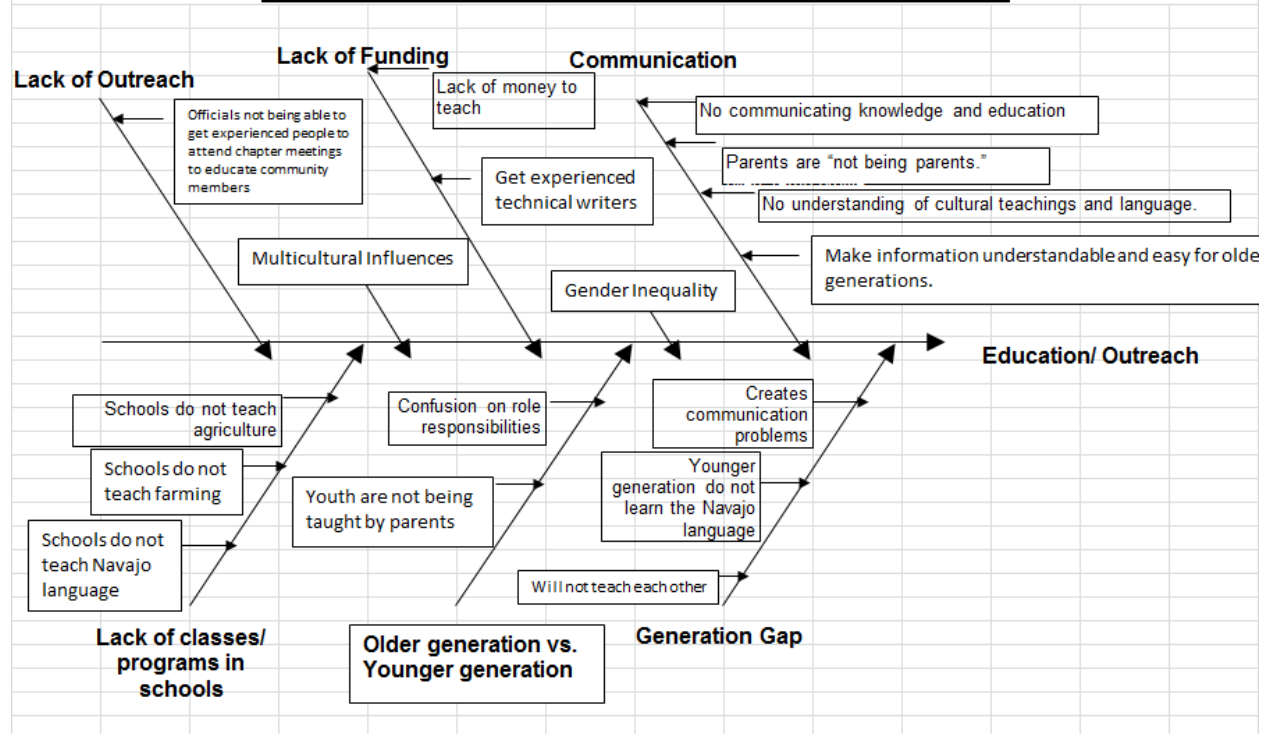 Lack of Funding
Communication
Lack of Outreach
Lack of money to
teach
Officials not being able to
get experienced people to
attend chapter meetings
to educate community
members
No communicating knowledge and education
Parents are “not being parents.”
Get experienced
technical writers
No understanding of cultural teachings and language.
Multicultural Influences
Make information understandable and easy for olde
generations.
Gender Inequality
Education/ Outreach
Schools do not teach
agriculture
Confusion on role
responsibilities
Creates
communication
problems
Schools do not
teach farming
Youth are not being
taught by parents
Younger
generation do not
learn the Navajo
language
Schools do not
teach Navajo
language
Will not teach each other
Lack of classes/
programs in
schools
Older generation vs.
Younger generation
Generation Gap